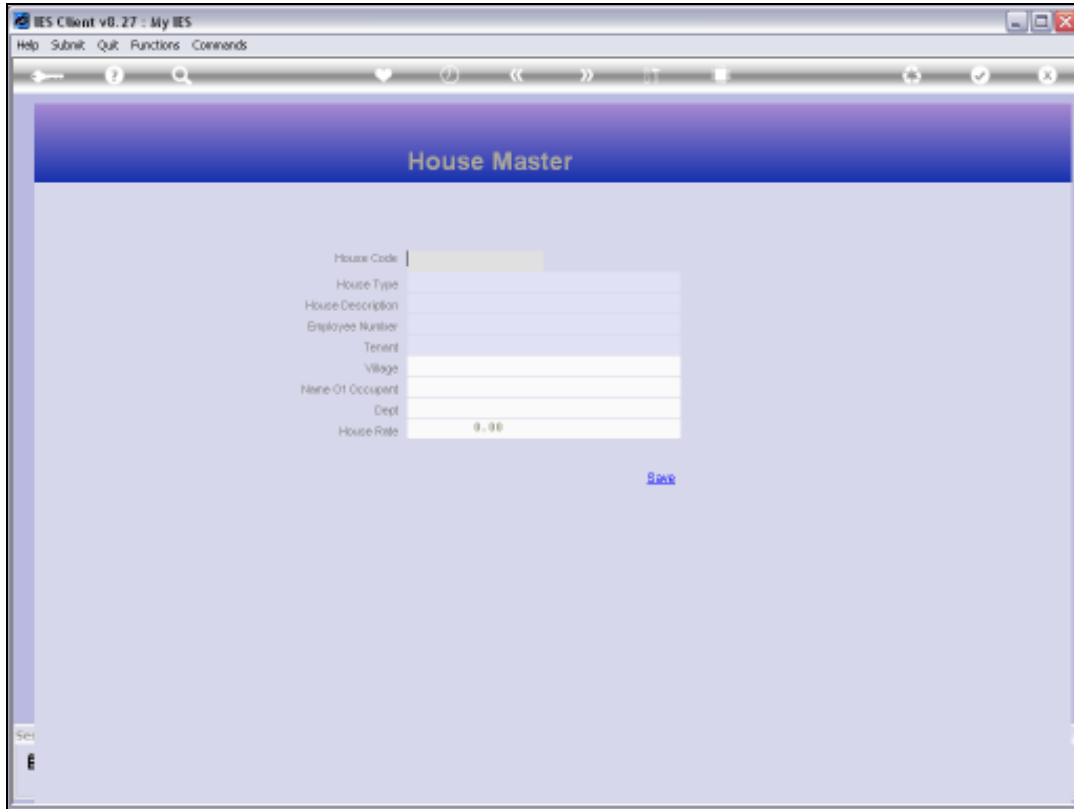 IES Client v8.27 : My IES
Help Submit Quit Functions Commands
House Master
House Code
House Type
House Description
Employee Number
Tenant
Village
Name Of Occupant
Dept
House Rate 0.00
Save